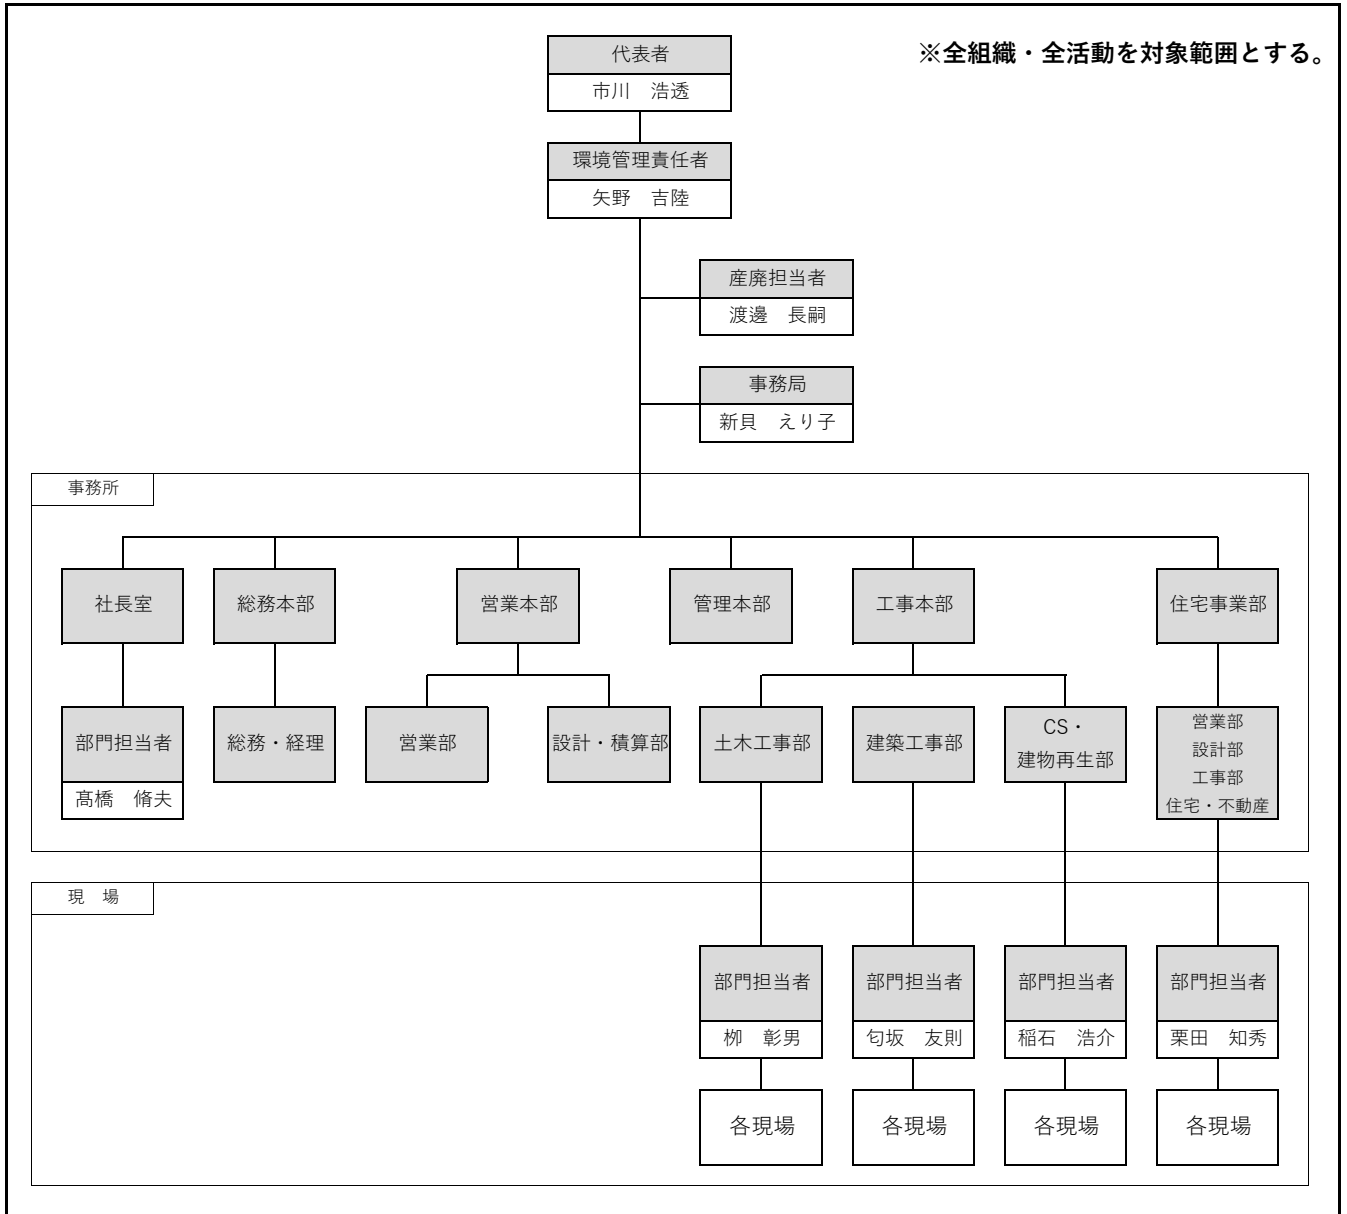 ※全組織・全活動を対象範囲とする。
代表者
市川　浩透
環境管理責任者
矢野　吉陸
産廃担当者
渡邊　長嗣
事務局
新貝　えり子
事務所
社長室
総務本部
営業本部
管理本部
工事本部
住宅事業部
部門担当者
髙橋　脩夫
総務・経理
営業部
設計・積算部
土木工事部
建築工事部
CS・
建物再生部
営業部
設計部
工事部
住宅・不動産
現　場
部門担当者
栁　彰男
部門担当者
匂坂　友則
部門担当者
稲石　浩介
部門担当者
栗田　知秀
各現場
各現場
各現場
各現場